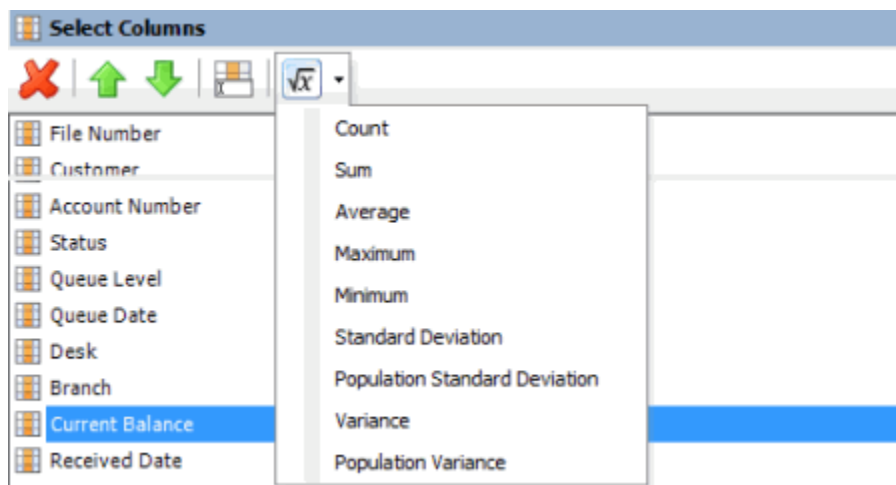 Select Columns
√x
File Number
Customer
Account Number
Status
Queue Level
Queue Date
Desk
Branch
Current Balance
Received Date
Count
Sum
Average
Maximum
Minimum
Standard Deviation
Population Standard Deviation
Variance
Population Variance